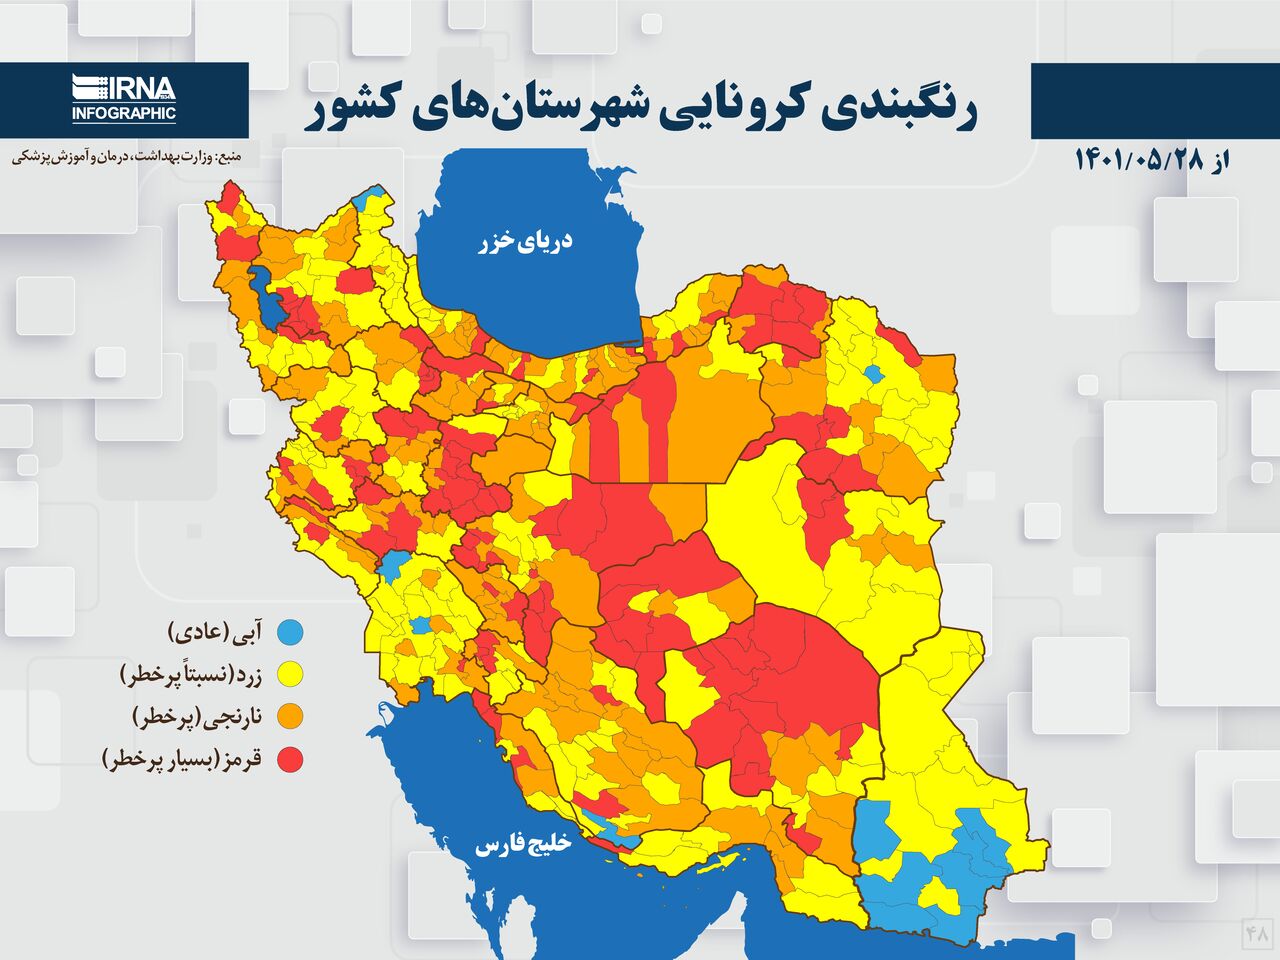 IRNA
INFOGRAPHIC
رنگبندی کرونایی شهرستان‌های کشور
منبع: وزارت بهداشت، درمان و آموزش پزشکی
از ۱۴۰۱/۰۵/۲۸
دریای خزر
آبی (عادی)
زرد (نسبتاً پرخطر)
نارنجی (پرخطر)
قرمز (بسیار پرخطر)
خلیج فارس
۴۸